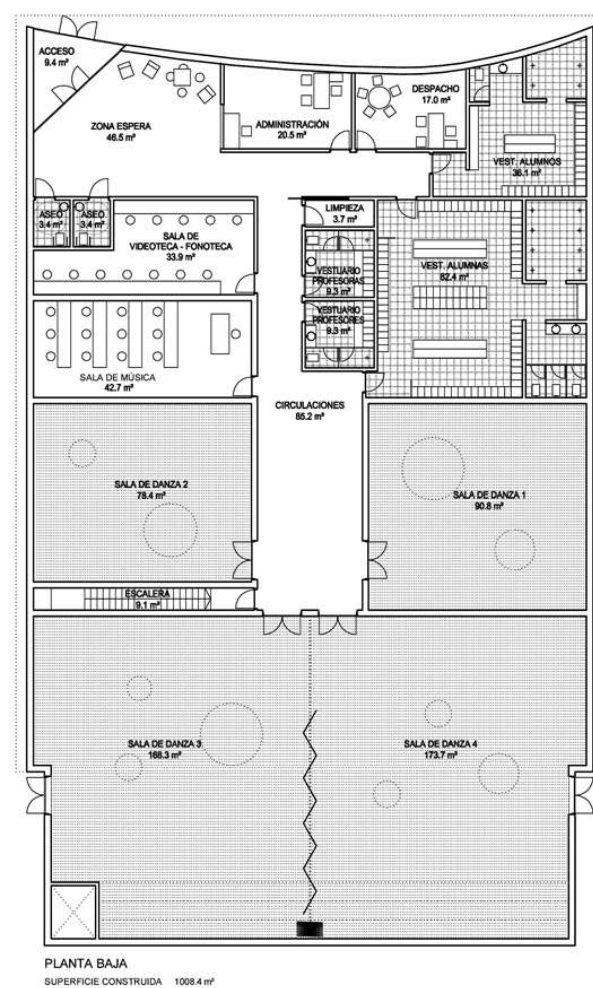 ACCESO
9.4 m²
ZONA ESPERA
46.5 m²
ADMINISTRACIÓN
20.5 m²
DESPACHO
17.0 m²
VEST. ALUMNOS
36.1 m²
ASEO
3.4 m²
ASEO
3.4 m²
SALA DE
VIDEOTECA - FONOTECA
33.9 m²
LIMPIEZA
3.7 m²
VESTUARIO
PROFESORAS
9.3 m²
VEST. ALUMNAS
82.4 m²
VESTUARIO
PROFESORES
9.3 m²
SALA DE MÚSICA
42.7 m²
CIRCULACIONES
85.2 m²
SALA DE DANZA 2
78.4 m²
SALA DE DANZA 1
90.8 m²
ESCALERA
9.1 m²
SALA DE DANZA 3
168.3 m²
SALA DE DANZA 4
173.7 m²
PLANTA BAJA
SUPERFICIE CONSTRUIDA 1008.4 m²